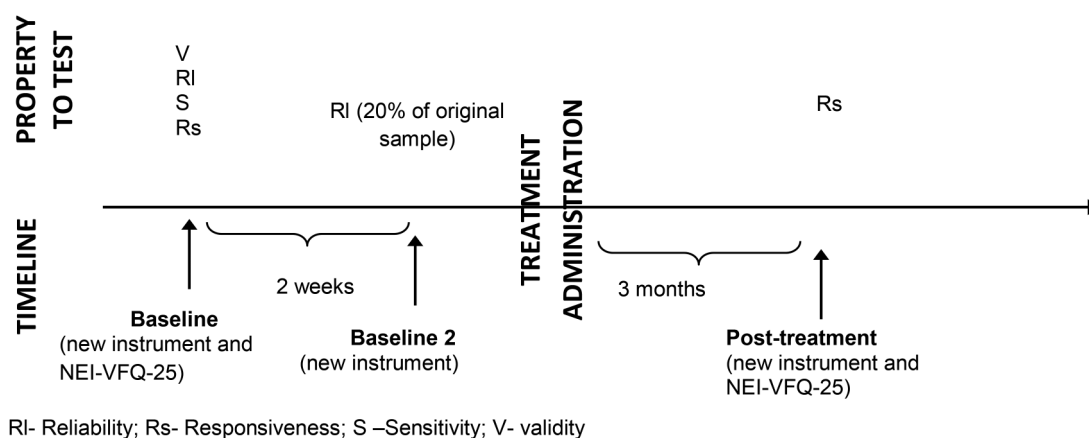 PROPERTY
TO TEST
V
Rl
S
Rs
Rl (20% of original
sample)
TREATMENT
ADMINISTRATION
Rs
TIMELINE
2 weeks
3 months
Baseline
(new instrument and
NEI-VFQ-25)
Baseline 2
(new instrument)
Post-treatment
(new instrument and
NEI-VFQ-25)
Rl- Reliability; Rs- Responsiveness; S –Sensitivity; V- validity